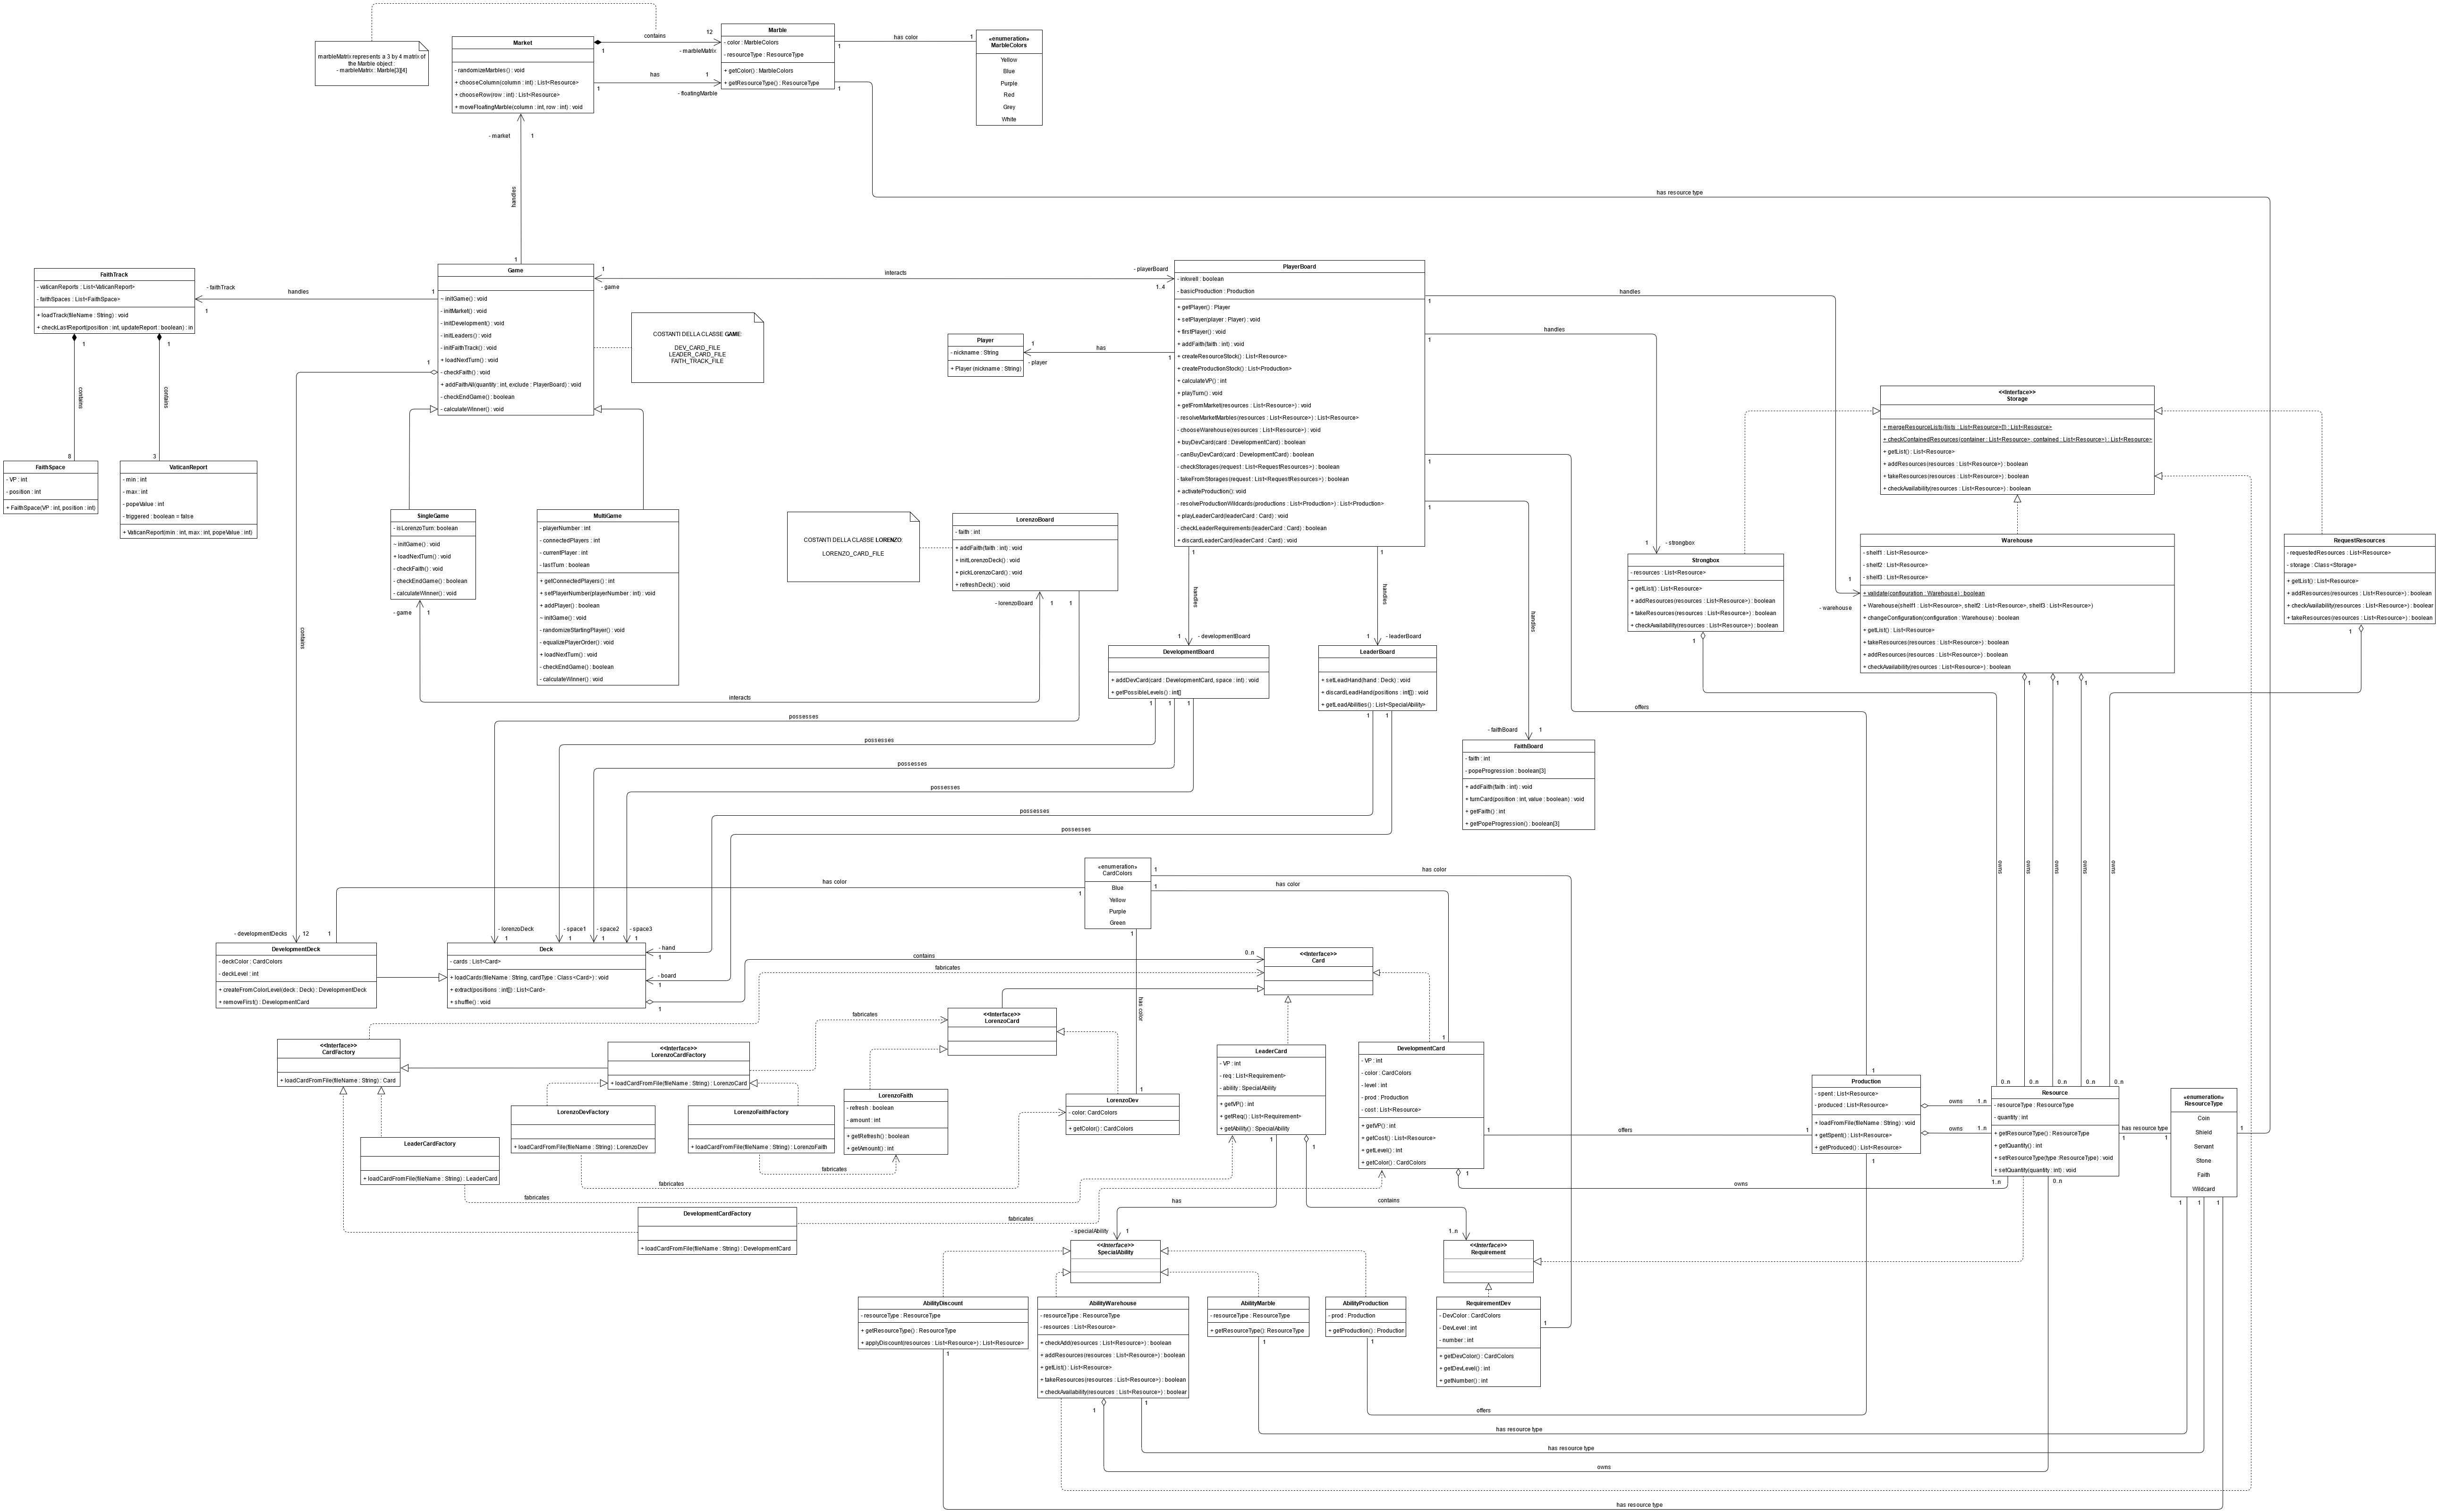 marbleMatrix represents a 3 by 4 matrix of
the Marble object :
- marbleMatrix : Marble[3][4]
Market
- randomizeMarbles() : void
+ chooseColumn(column : int) : List<Resource>
+ chooseRow(row : int) : List<Resource>
+ moveFloatingMarble(column : int, row : int) : void
contains
1
12
- marbleMatrix
has
1
1
- floatingMarble
Marble
- color : MarbleColors
- resourceType : ResourceType
+ getColor() : MarbleColors
+ getResourceType() : ResourceType
has color
1
1
1
«enumeration»
MarbleColors
Yellow
Blue
Purple
Red
Grey
White
has resource type
- market
1
handles
1
FaithTrack
- vaticanReports : List<VaticanReport>
- faithSpaces : List<FaithSpace>
+ loadTrack(fileName : String) : void
+ checkLastReport(position : int, updateReport : boolean) : in
- faithTrack
1
handles
1
1
contains
8
1
contains
3
FaithSpace
- VP : int
- position : int
+ FaithSpace(VP : int, position : int)
VaticanReport
- min : int
- max : int
- popeValue : int
- triggered : boolean = false
+ VaticanReport(min : int, max : int, popeValue : int)
Game
~ initGame() : void
- initMarket() : void
- initDevelopment() : void
- initLeaders() : void
- initFaithTrack() : void
+ loadNextTurn() : void
- checkFaith() : void
+ addFaithAll(quantity : int, exclude : PlayerBoard) : void
- checkEndGame() : boolean
- calculateWinner() : void
1
- game
interacts
- playerBoard
1..4
1
contains
COSTANTI DELLA CLASSE GAME:
DEV_CARD_FILE
LEADER_CARD_FILE
FAITH_TRACK_FILE
SingleGame
- isLorenzoTurn: boolean
~ initGame() : void
+ loadNextTurn() : void
- checkFaith() : void
- checkEndGame() : boolean
- calculateWinner() : void
- game
1
interacts
MultiGame
- playerNumber : int
- connectedPlayers : int
- currentPlayer : int
- lastTurn : boolean
+ getConnectedPlayers() : int
+ setPlayerNumber(playerNumber : int) : void
+ addPlayer() : boolean
~ initGame() : void
- randomizeStartingPlayer() : void
- equalizePlayerOrder() : void
+ loadNextTurn() : void
- checkEndGame() : boolean
- calculateWinner() : void
COSTANTI DELLA CLASSE LORENZO:
LORENZO_CARD_FILE
LorenzoBoard
- faith : int
+ addFaith(faith : int) : void
+ initLorenzoDeck() : void
+ pickLorenzoCard() : void
+ refreshDeck() : void
- lorenzoBoard
1
1
Player
- nickname : String
+ Player (nickname : String)
1
- player
has
1
PlayerBoard
- inkwell : boolean
- basicProduction : Production
+ getPlayer() : Player
+ setPlayer(player : Player) : void
+ firstPlayer() : void
+ addFaith(faith : int) : void
+ createResourceStock() : List<Resource>
+ createProductionStock() : List<Production>
+ calculateVP() : int
+ playTurn() : void
+ getFromMarket(resources : List<Resource>) : void
- resolveMarketMarbles(resources : List<Resource>) : List<Resource>
- chooseWarehouse(resources : List<Resource>) : void
+ buyDevCard(card : DevelopmentCard) : boolean
- canBuyDevCard(card : DevelopmentCard) : boolean
- checkStorages(request : List<RequestResources>) : boolean
- takeFromStorages(request : List<RequestResources>) : boolean
+ activateProduction(): void
- resolveProductionWildcards(productions : List<Production>) : List<Production>
+ playLeaderCard(leaderCard : Card) : void
- checkLeaderRequirements(leaderCard : Card) : boolean
+ discardLeaderCard(leaderCard : Card) : void
handles
1
handles
1
1
1
1
handles
1
- developmentBoard
1
handles
1
- leaderBoard
handles
- faithBoard
1
offers
1
- strongbox
1
- warehouse
<<Interface>>
Storage
+ mergeResourceLists(lists : List<Resource>[]) : List<Resource>
+ checkContainedResources(container : List<Resource>, contained : List<Resource>) : List<Resource>
+ getList() : List<Resource>
+ addResources(resources : List<Resource>) : boolean
+ takeResources(resources : List<Resource>) : boolean
+ checkAvailability(resources : List<Resource>) : boolean
Strongbox
- resources : List<Resource>
+ getList() : List<Resource>
+ addResources(resources : List<Resource>) : boolean
+ takeResources(resources : List<Resource>) : boolean
+ checkAvailability(resources : List<Resource>) : boolean
1
Warehouse
- shelf1 : List<Resource>
- shelf2 : List<Resource>
- shelf3 : List<Resource>
+ validate(configuration : Warehouse) : boolean
+ Warehouse(shelf1 : List<Resource>, shelf2 : List<Resource>, shelf3 : List<Resource>)
+ changeConfiguration(configuration : Warehouse) : boolean
+ getList() : List<Resource>
+ takeResources(resources : List<Resource>) : boolean
+ addResources(resources : List<Resource>) : boolean
+ checkAvailability(resources : List<Resource>) : boolean
1
1
1
RequestResources
- requestedResources : List<Resource>
- storage : Class<Storage>
+ getList() : List<Resource>
+ addResources(resources : List<Resource>) : boolean
+ checkAvailability(resources : List<Resource>) : boolear
+ takeResources(resources : List<Resource>) : boolean
1
DevelopmentBoard
+ addDevCard(card : DevelopmentCard, space : int) : void
+ getPossibleLevels() : int[]
1
1
1
LeaderBoard
+ setLeadHand(hand : Deck) : void
+ discardLeadHand(positions : int[]) : void
+ getLeadAbilities() : List<SpecialAbility>
1
1
FaithBoard
- faith : int
- popeProgression : boolean[3]
+ addFaith(faith : int) : void
+ turnCard(position : int, value : boolean) : void
+ getFaith() : int
+ getPopeProgression() : boolean[3]
possesses
possesses
possesses
possesses
possesses
possesses
owns
owns
owns
owns
owns
«enumeration»
CardColors
Blue
Yellow
Purple
Green
has color
1
1
has color
1
has color
1
has color
1
- developmentDecks
12
1
DevelopmentDeck
- deckColor : CardColors
- deckLevel : int
+ createFromColorLevel(deck : Deck) : DevelopmentDeck
+ removeFirst() : DevelopmentCard
- lorenzoDeck
1
- space1
1
- space2
1
- space3
1
Deck
- cards : List<Card>
+ loadCards(fileName : String, cardType : Class<Card>) : void
+ extract(positions : int[]) : List<Card>
+ shuffle() : void
- hand
1
- board
1
1
contains
0..n
fabricates
<<Interface>>
Card
<<Interface>>
LorenzoCard
fabricates
<<Interface>>
CardFactory
+ loadCardFromFile(fileName : String) : Card
<<Interface>>
LorenzoCardFactory
+ loadCardFromFile(fileName : String) : LorenzoCard
LorenzoDevFactory
+ loadCardFromFile(fileName : String) : LorenzoDev
LorenzoFaithFactory
+ loadCardFromFile(fileName : String) : LorenzoFaith
LeaderCardFactory
+ loadCardFromFile(fileName : String) : LeaderCard
DevelopmentCardFactory
+ loadCardFromFile(fileName : String) : DevelopmentCard
fabricates
fabricates
fabricates
fabricates
LorenzoFaith
- refresh : boolean
- amount : int
+ getRefresh() : boolean
+ getAmount() : int
1
LorenzoDev
- color: CardColors
+ getColor() : CardColors
LeaderCard
- VP : int
- req : List<Requirement>
- ability : SpecialAbility
+ getVP() : int
+ getReq() : List<Requirement>
+ getAbility() : SpecialAbility
1
1
has
- specialAbility
1
contains
1..n
1
DevelopmentCard
- VP : int
- color : CardColors
- level : int
- prod : Production
- cost : List<Resource>
+ getVP() : int
+ getCost() : List<Resource>
+ getLevel() : int
+ getColor() : CardColors
1
offers
1
1
owns
1..n
1
Production
- spent : List<Resource>
- produced : List<Resource>
+ loadFromFile(fileName : String) : void
+ getSpent() : List<Resource>
+ getProduced() : List<Resource>
1
owns
1..n
owns
1..n
0..n
0..n
0..n
0..n
0..n
Resource
- resourceType : ResourceType
- quantity : int
+ getResourceType() : ResourceType
+ getQuantity() : int
+ setResourceType(type :ResourceType) : void
+ setQuantity(quantity : int) : void
0..n
has resource type
1
1
«enumeration»
ResourceType
Coin
Shield
Servant
Stone
Faith
Wildcard
1
1
1
1
<<Interface>>
SpecialAbility
<<Interface>>
Requirement
AbilityDiscount
- resourceType : ResourceType
+ getResourceType() : ResourceType
+ applyDiscount(resources : List<Resource>) : List<Resource>
1
AbilityWarehouse
- resourceType : ResourceType
- resources : List<Resource>
+ checkAdd(resources : List<Resource>) : boolean
+ addResources(resources : List<Resource>) : boolean
+ getList() : List<Resource>
+ takeResources(resources : List<Resource>) : boolean
+ checkAvailability(resources : List<Resource>) : boolear
1
1
AbilityMarble
- resourceType : ResourceType
+ getResourceType(): ResourceType
1
AbilityProduction
- prod : Production
+ getProduction() : Production
1
RequirementDev
- DevColor : CardColors
- DevLevel : int
- number : int
+ getDevColor() : CardColors
+ getDevLevel() : int
+ getNumber() : int
1
offers
has resource type
has resource type
owns
has resource type